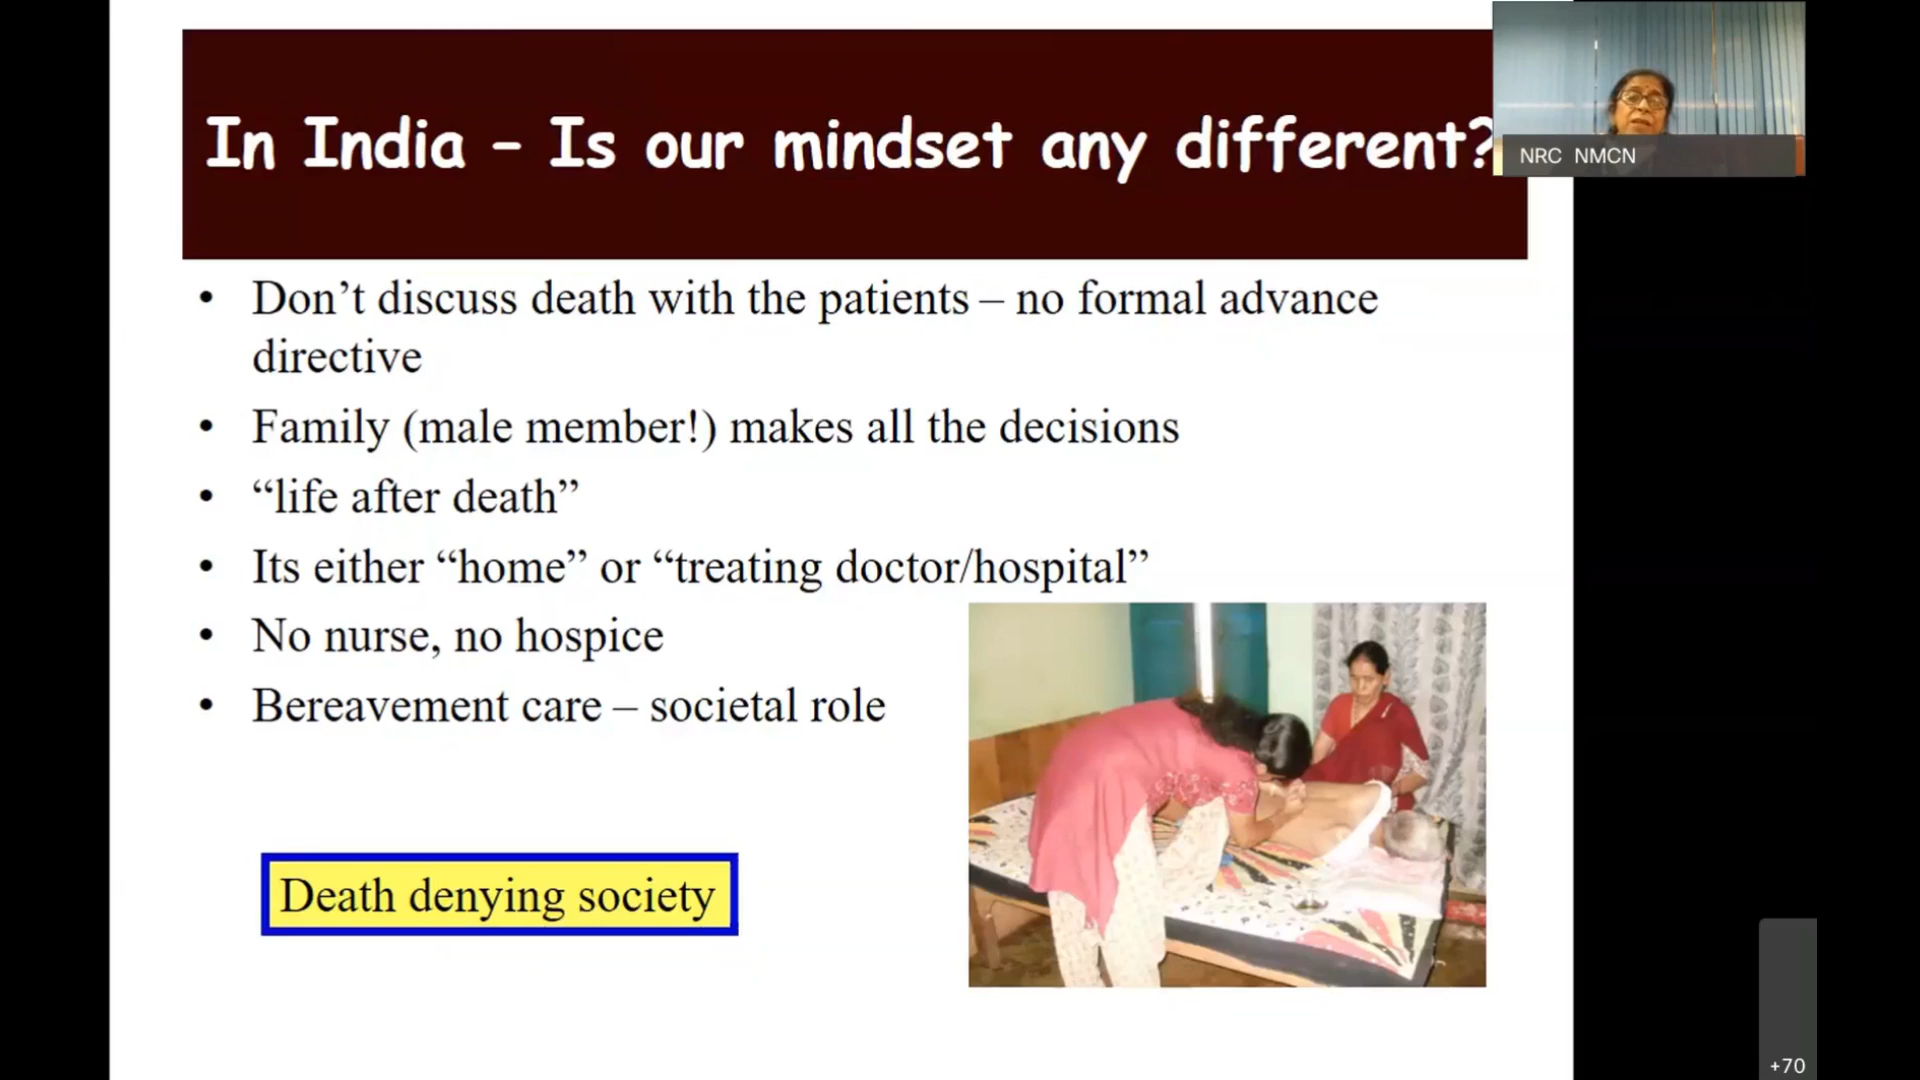 In India – Is our mindset any different?
NRC NMCN
• Don’t discuss death with the patients – no formal advance
directive
• Family (male member!) makes all the decisions
• “life after death”
• Its either “home” or “treating doctor/hospital”
• No nurse, no hospice
• Bereavement care – societal role
Death denying society
+70